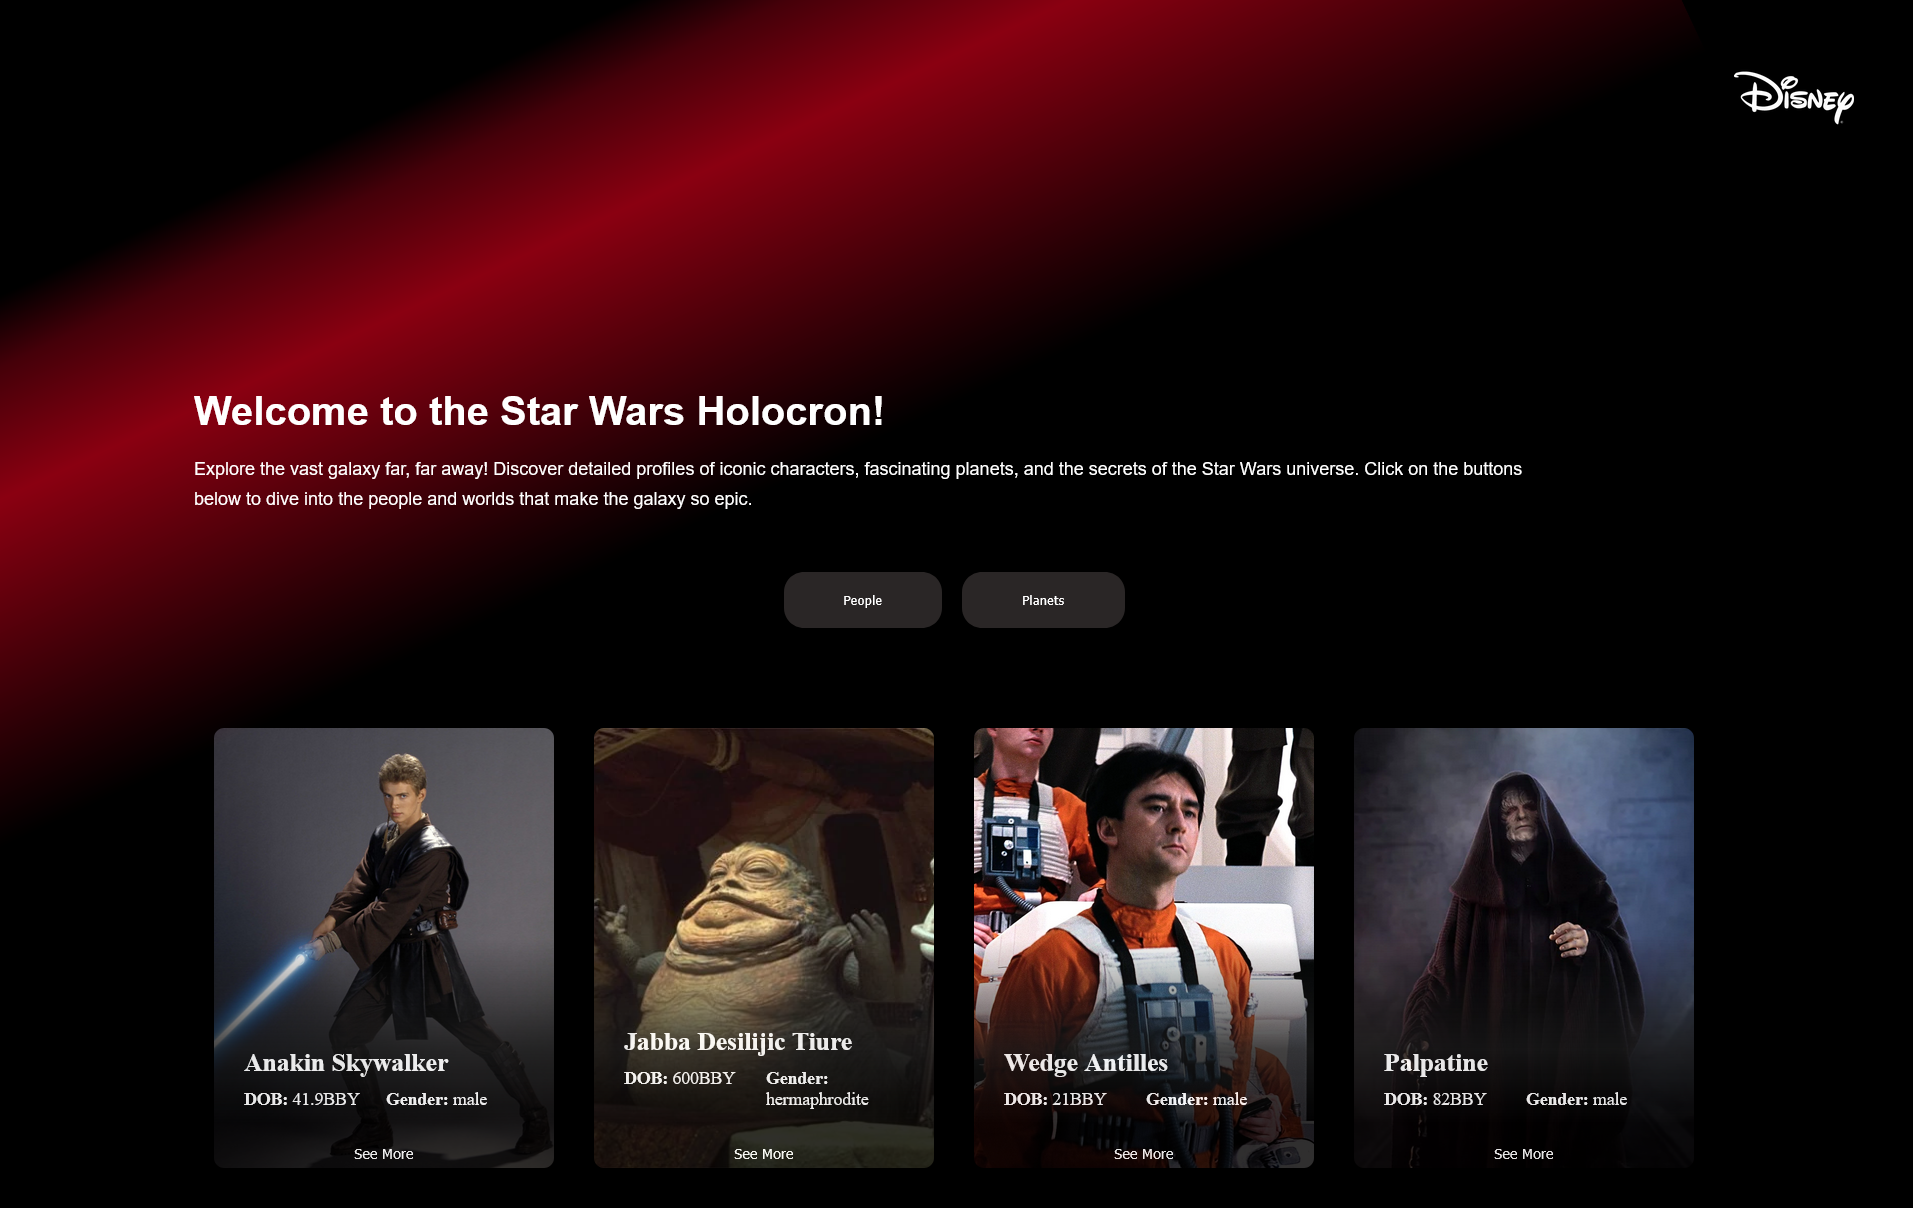 Disney
Welcome to the Star Wars Holocron!
Explore the vast galaxy far, far away! Discover detailed profiles of iconic characters, fascinating planets, and the secrets of the Star Wars universe. Click on the buttons
below to dive into the people and worlds that make the galaxy so epic.
People
Planets
Anakin Skywalker
DOB: 41.9BBY Gender: male
See More
Jabba Desilijic Tiure
DOB: 600BBY Gender:
hermaphrodite
See More
Wedge Antilles
DOB: 21BBY Gender: male
See More
Palpatine
DOB: 82BBY Gender: male
See More